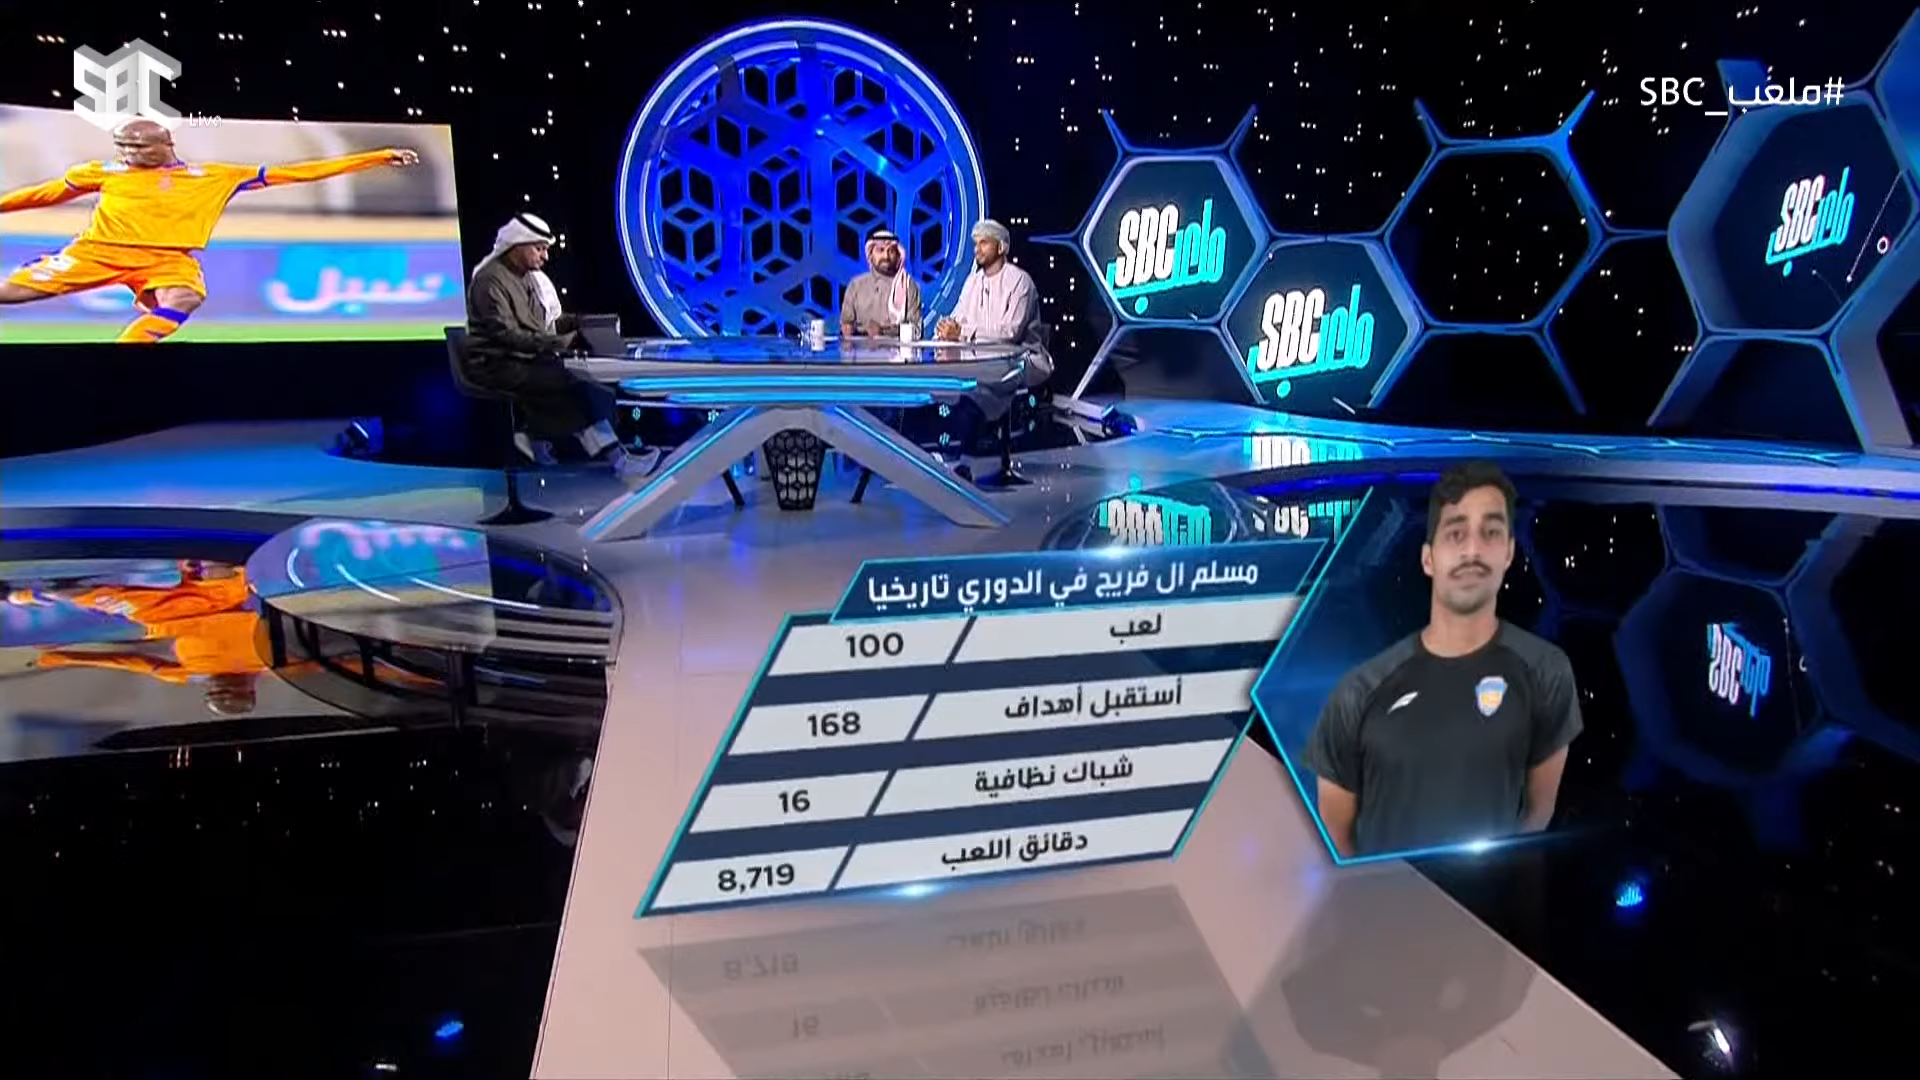 SBC
Live
#ملعب_SBC
سبيل
SBC ملعب
SBC ملعب
SBC ملعب
مسلم ال فريج في الدوري تاريخيا
لعب 100
أستقبل أهداف 168
شباك نظافية 16
دقائق اللعب 8,719